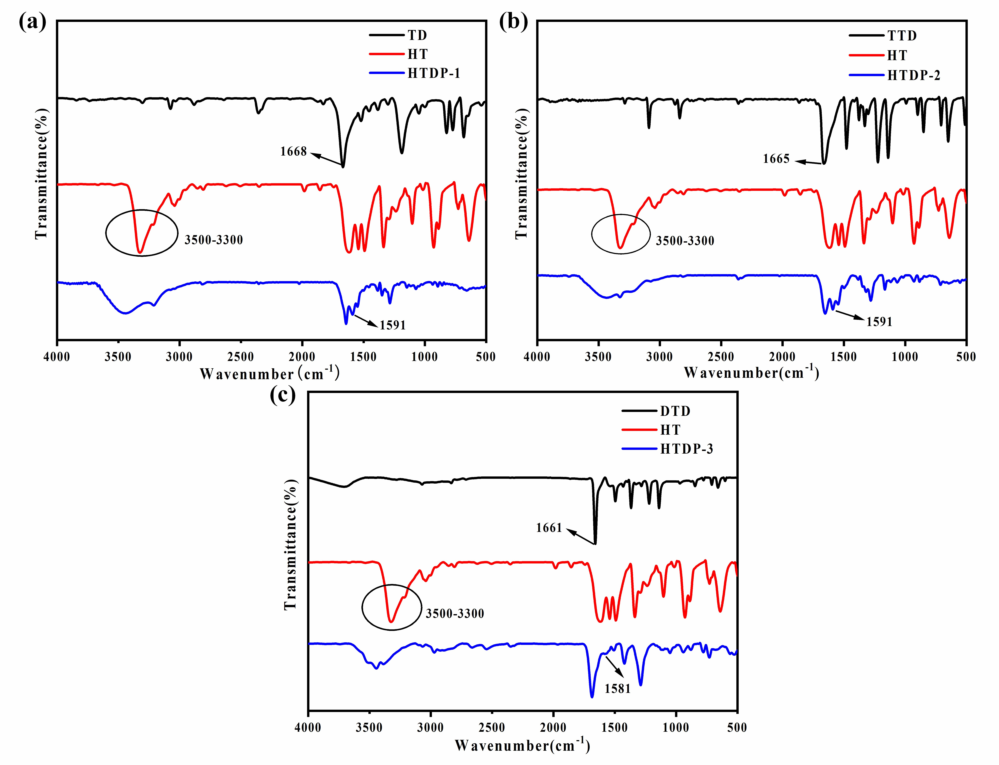 (a)
TD
HT
HTDP-1
1668
3500-3300
1591
Transmittance(%)
4000 3500 3000 2500 2000 1500 1000 500
Wavenumber(cm-1)
(b)
TTD
HT
HTDP-2
1665
3500-3300
1591
Transmittance(%)
4000 3500 3000 2500 2000 1500 1000 500
Wavenumber(cm-1)
(c)
DTD
HT
HTDP-3
1661
3500-3300
1581
Transmittance(%)
4000 3500 3000 2500 2000 1500 1000 500
Wavenumber(cm-1)